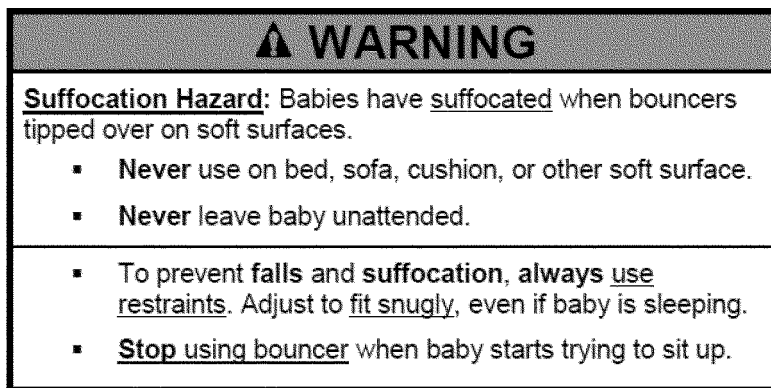 ⚠ WARNING
Suffocation Hazard: Babies have suffocated when bouncers
tipped over on soft surfaces.
▪ Never use on bed, sofa, cushion, or other soft surface.
▪ Never leave baby unattended.
▪ To prevent falls and suffocation, always use
restraints. Adjust to fit snugly, even if baby is sleeping.
▪ Stop using bouncer when baby starts trying to sit up.